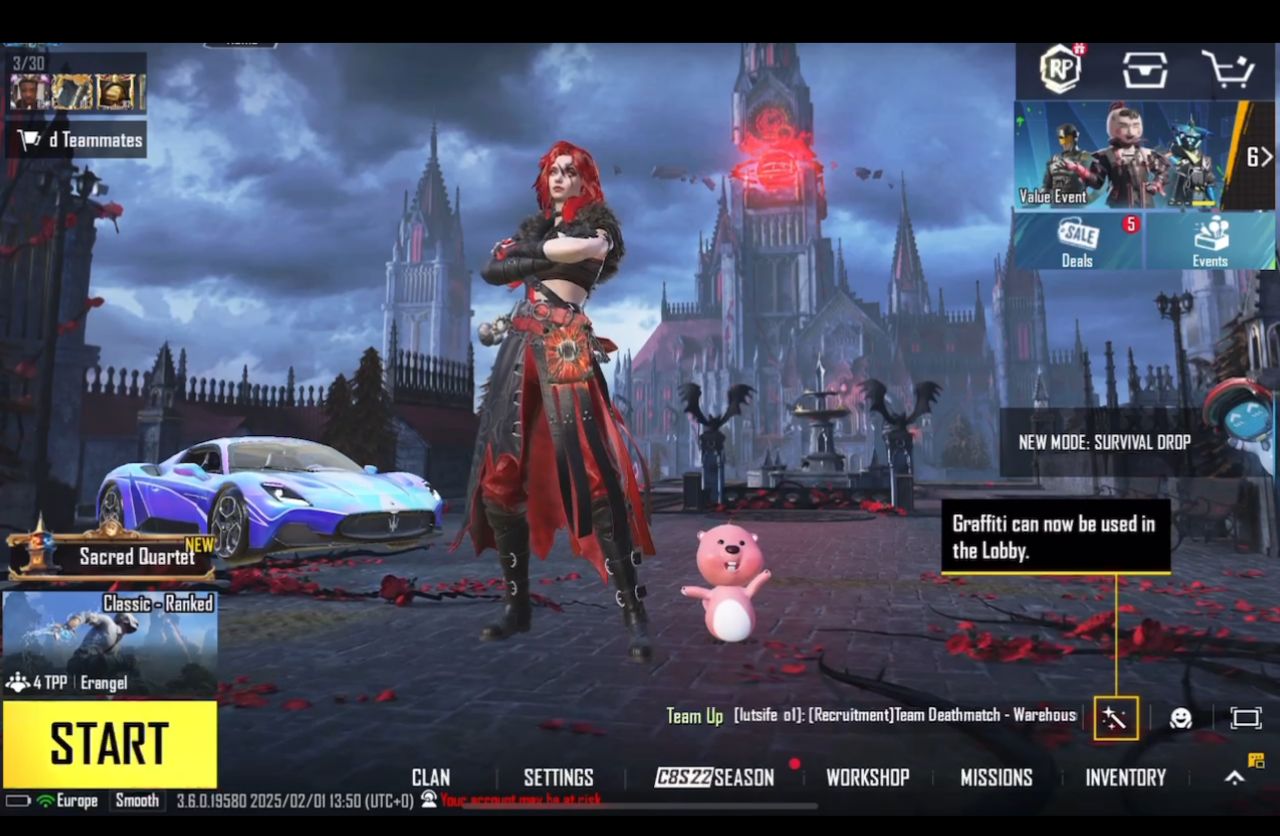 3/30
d Teammates
RP
6
Value Event
SALE
5
Deals
Events
NEW MODE: SURVIVAL DROP
Graffiti can now be used in
the Lobby.
Sacred Quartet
NEW
Classic - Ranked
4 TPP | Erangel
START
Team Up [lutsife o1]: [Recruitment]Team Deathmatch - Warehous
CLAN
SETTINGS
C8S22 SEASON
WORKSHOP
MISSIONS
INVENTORY
Europe
Smooth
3.6.0.19580 2025/02/01 13:50 (UTC+0)
Your account may be at risk